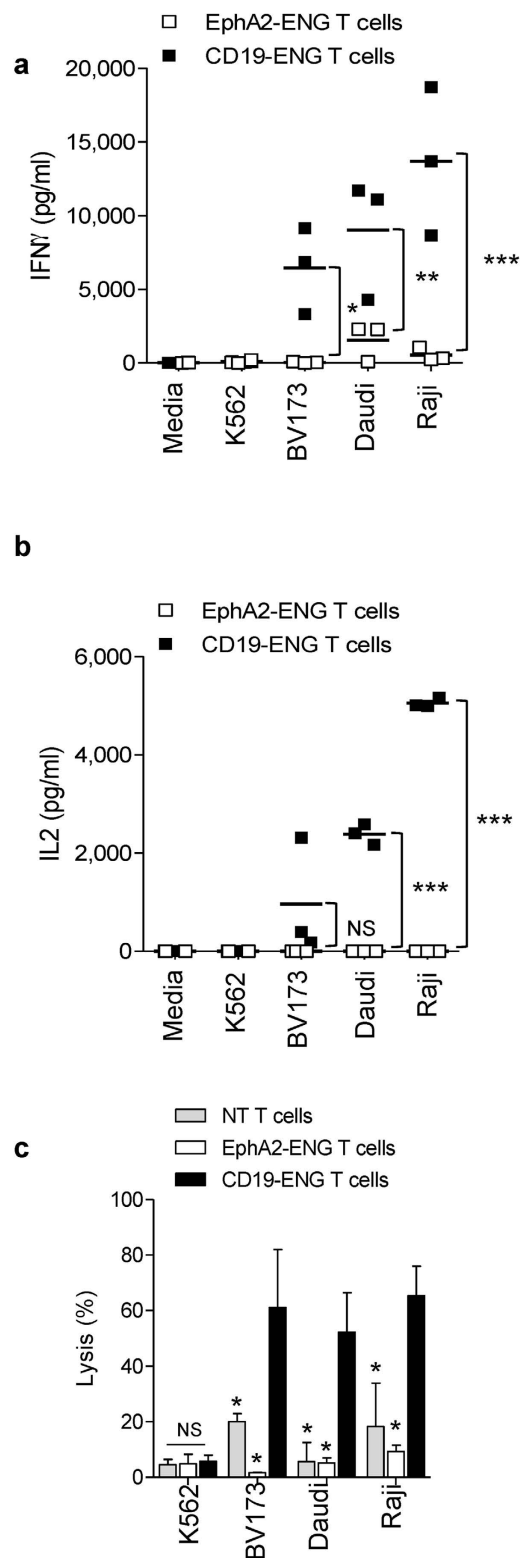 EphA2-ENG T cells
a
CD19-ENG T cells
20,000
15,000
10,000
5,000
0
IFNγ (pg/ml)
*
**
***
Media
K562
BV173
Daudi
Raji
b
EphA2-ENG T cells
CD19-ENG T cells
6,000
4,000
2,000
0
IL2 (pg/ml)
NS
***
***
Media
K562
BV173
Daudi
Raji
NT T cells
c
EphA2-ENG T cells
CD19-ENG T cells
100
80
60
40
20
0
Lysis (%)
NS
*
*
*
*
*
*
K562
BV173
Daudi
Raji